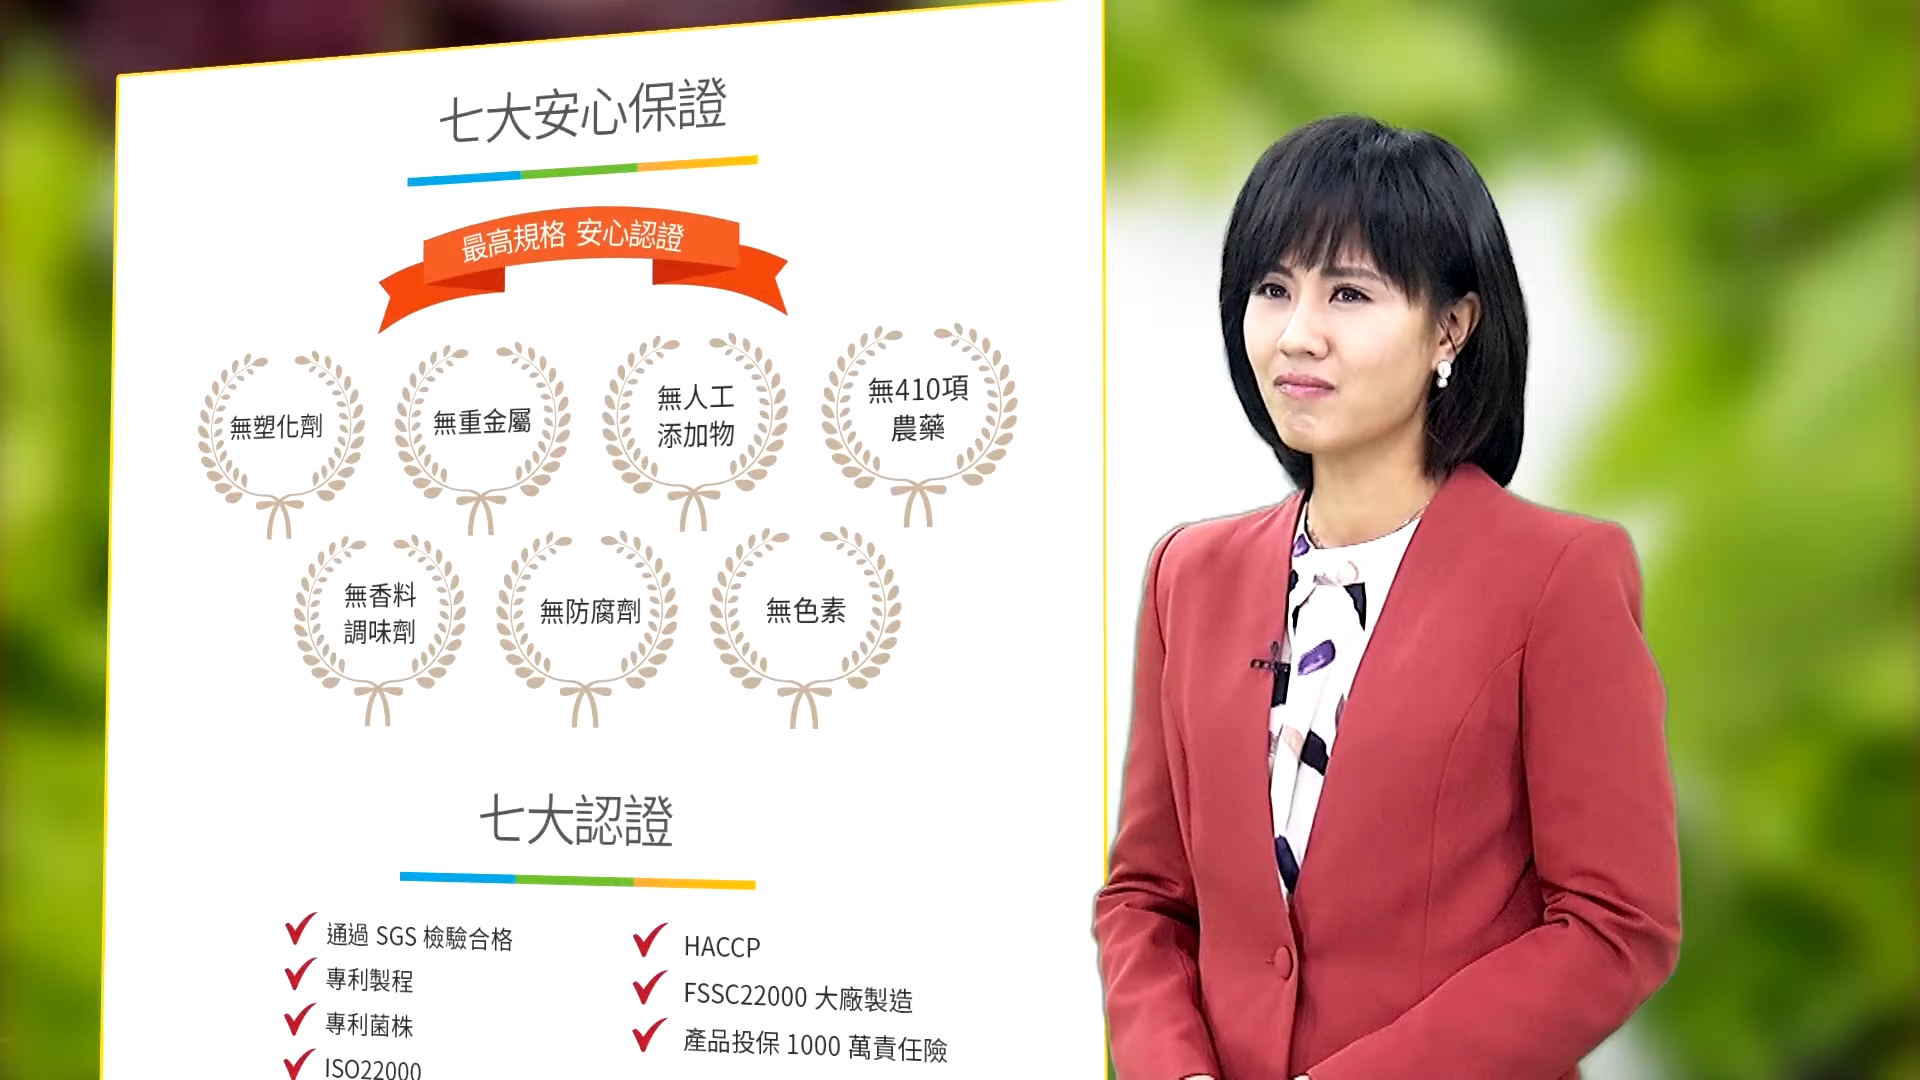 七大安心保證
最高規格 安心認證
無塑化劑
無重金屬
無人工
添加物
無410項
農藥
無香料
調味劑
無防腐劑
無色素
七大認證
通過 SGS 檢驗合格
專利製程
專利菌株
ISO22000
HACCP
FSSC22000 大廠製造
產品投保 1000 萬責任險